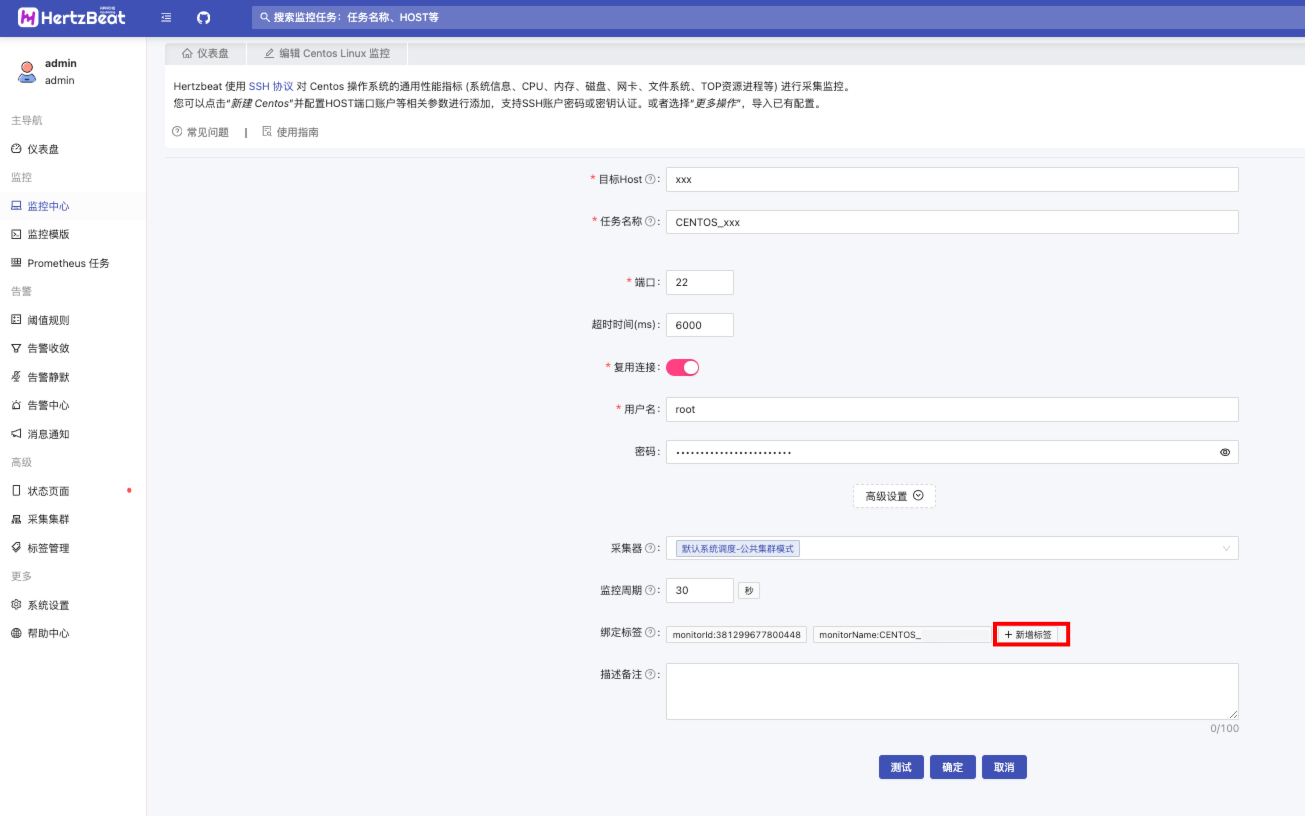 HertzBeat
搜索监控任务：任务名称、HOST等
admin
admin
主导航
仪表盘
监控
监控中心
监控模版
Prometheus 任务
告警
阈值规则
告警收敛
告警静默
告警中心
消息通知
高级
状态页面
采集集群
标签管理
更多
系统设置
帮助中心
仪表盘
编辑 Centos Linux 监控
Hertzbeat 使用 SSH 协议 对 Centos 操作系统的通用性能指标 (系统信息、CPU、内存、磁盘、网卡、文件系统、TOP资源进程等) 进行采集监控。
您可以点击“新建 Centos”并配置HOST端口账户等相关参数进行添加，支持SSH账户密码或密钥认证。或者选择“更多操作”，导入已有配置。
常见问题 | 使用指南
* 目标Host : xxx
* 任务名称 : CENTOS_xxx
* 端口 : 22
超时时间(ms) : 6000
* 复用连接 :
* 用户名 : root
密码 : ••••••••••••••••••••••••
高级设置
采集器 : 默认系统调度-公共集群模式
监控周期 : 30 秒
绑定标签 : monitorId:381299677800448 monitorName:CENTOS_ + 新增标签
描述备注 :
0/100
测试 确定 取消